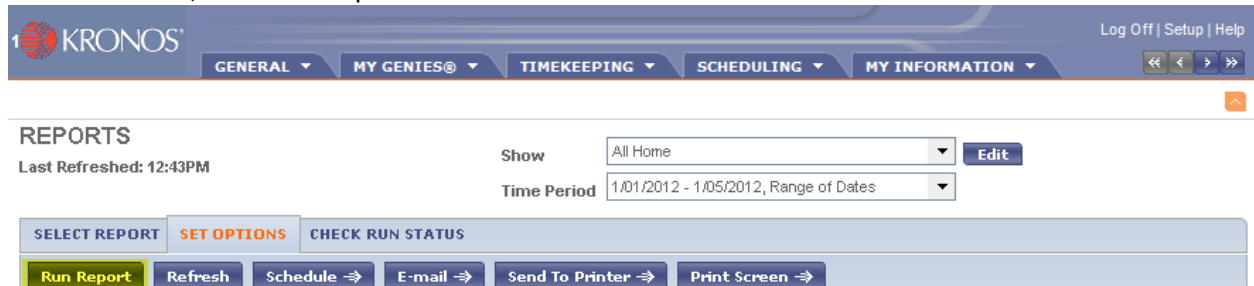 1 KRONOS®
Log Off | Setup | Help
GENERAL MY GENIES® TIMEKEEPING SCHEDULING MY INFORMATION
REPORTS
Last Refreshed: 12:43PM
Show All Home Edit
Time Period 1/01/2012 - 1/05/2012, Range of Dates
SELECT REPORT SET OPTIONS CHECK RUN STATUS
Run Report Refresh Schedule E-mail Send To Printer Print Screen